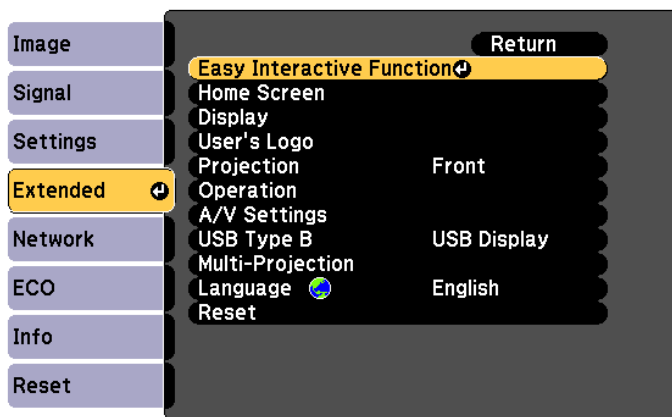 Image
Signal
Settings
Extended
Network
ECO
Info
Reset
Return
Easy Interactive Function
Home Screen
Display
User's Logo
Projection Front
Operation
A/V Settings
USB Type B USB Display
Multi-Projection
Language English
Reset